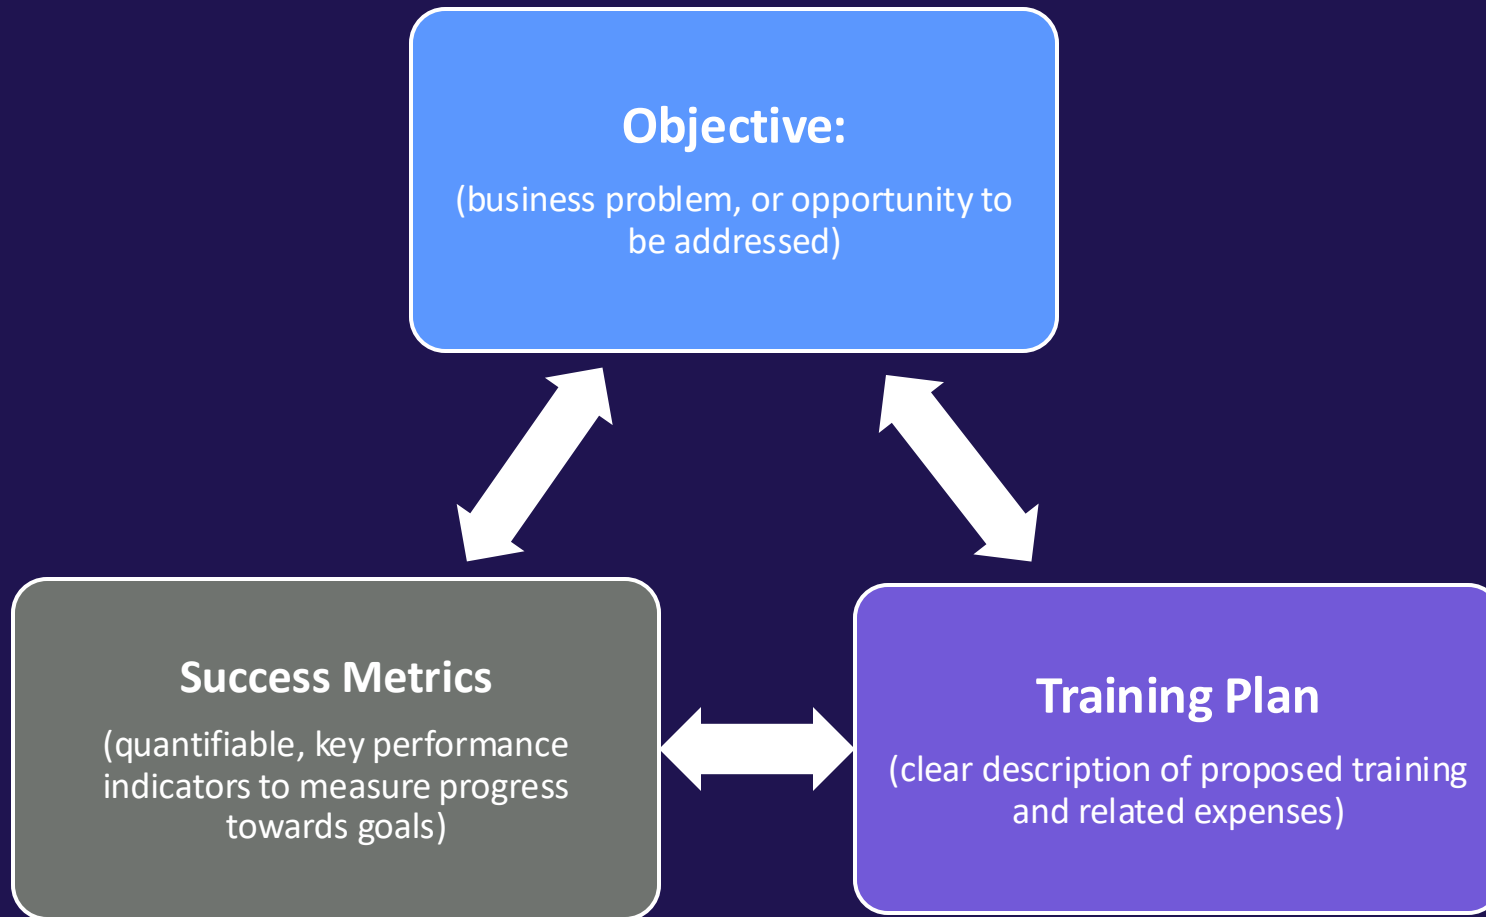 Objective:
(business problem, or opportunity to
be addressed)
Success Metrics
(quantifiable, key performance
indicators to measure progress
towards goals)
Training Plan
(clear description of proposed training
and related expenses)